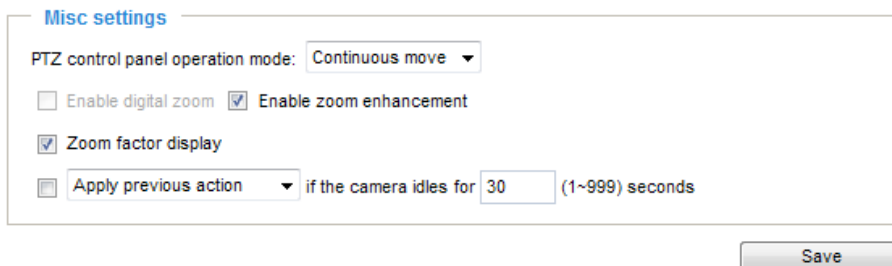 Misc settings
PTZ control panel operation mode: Continuous move
Enable digital zoom Enable zoom enhancement
Zoom factor display
Apply previous action if the camera idles for 30 (1~999) seconds
Save